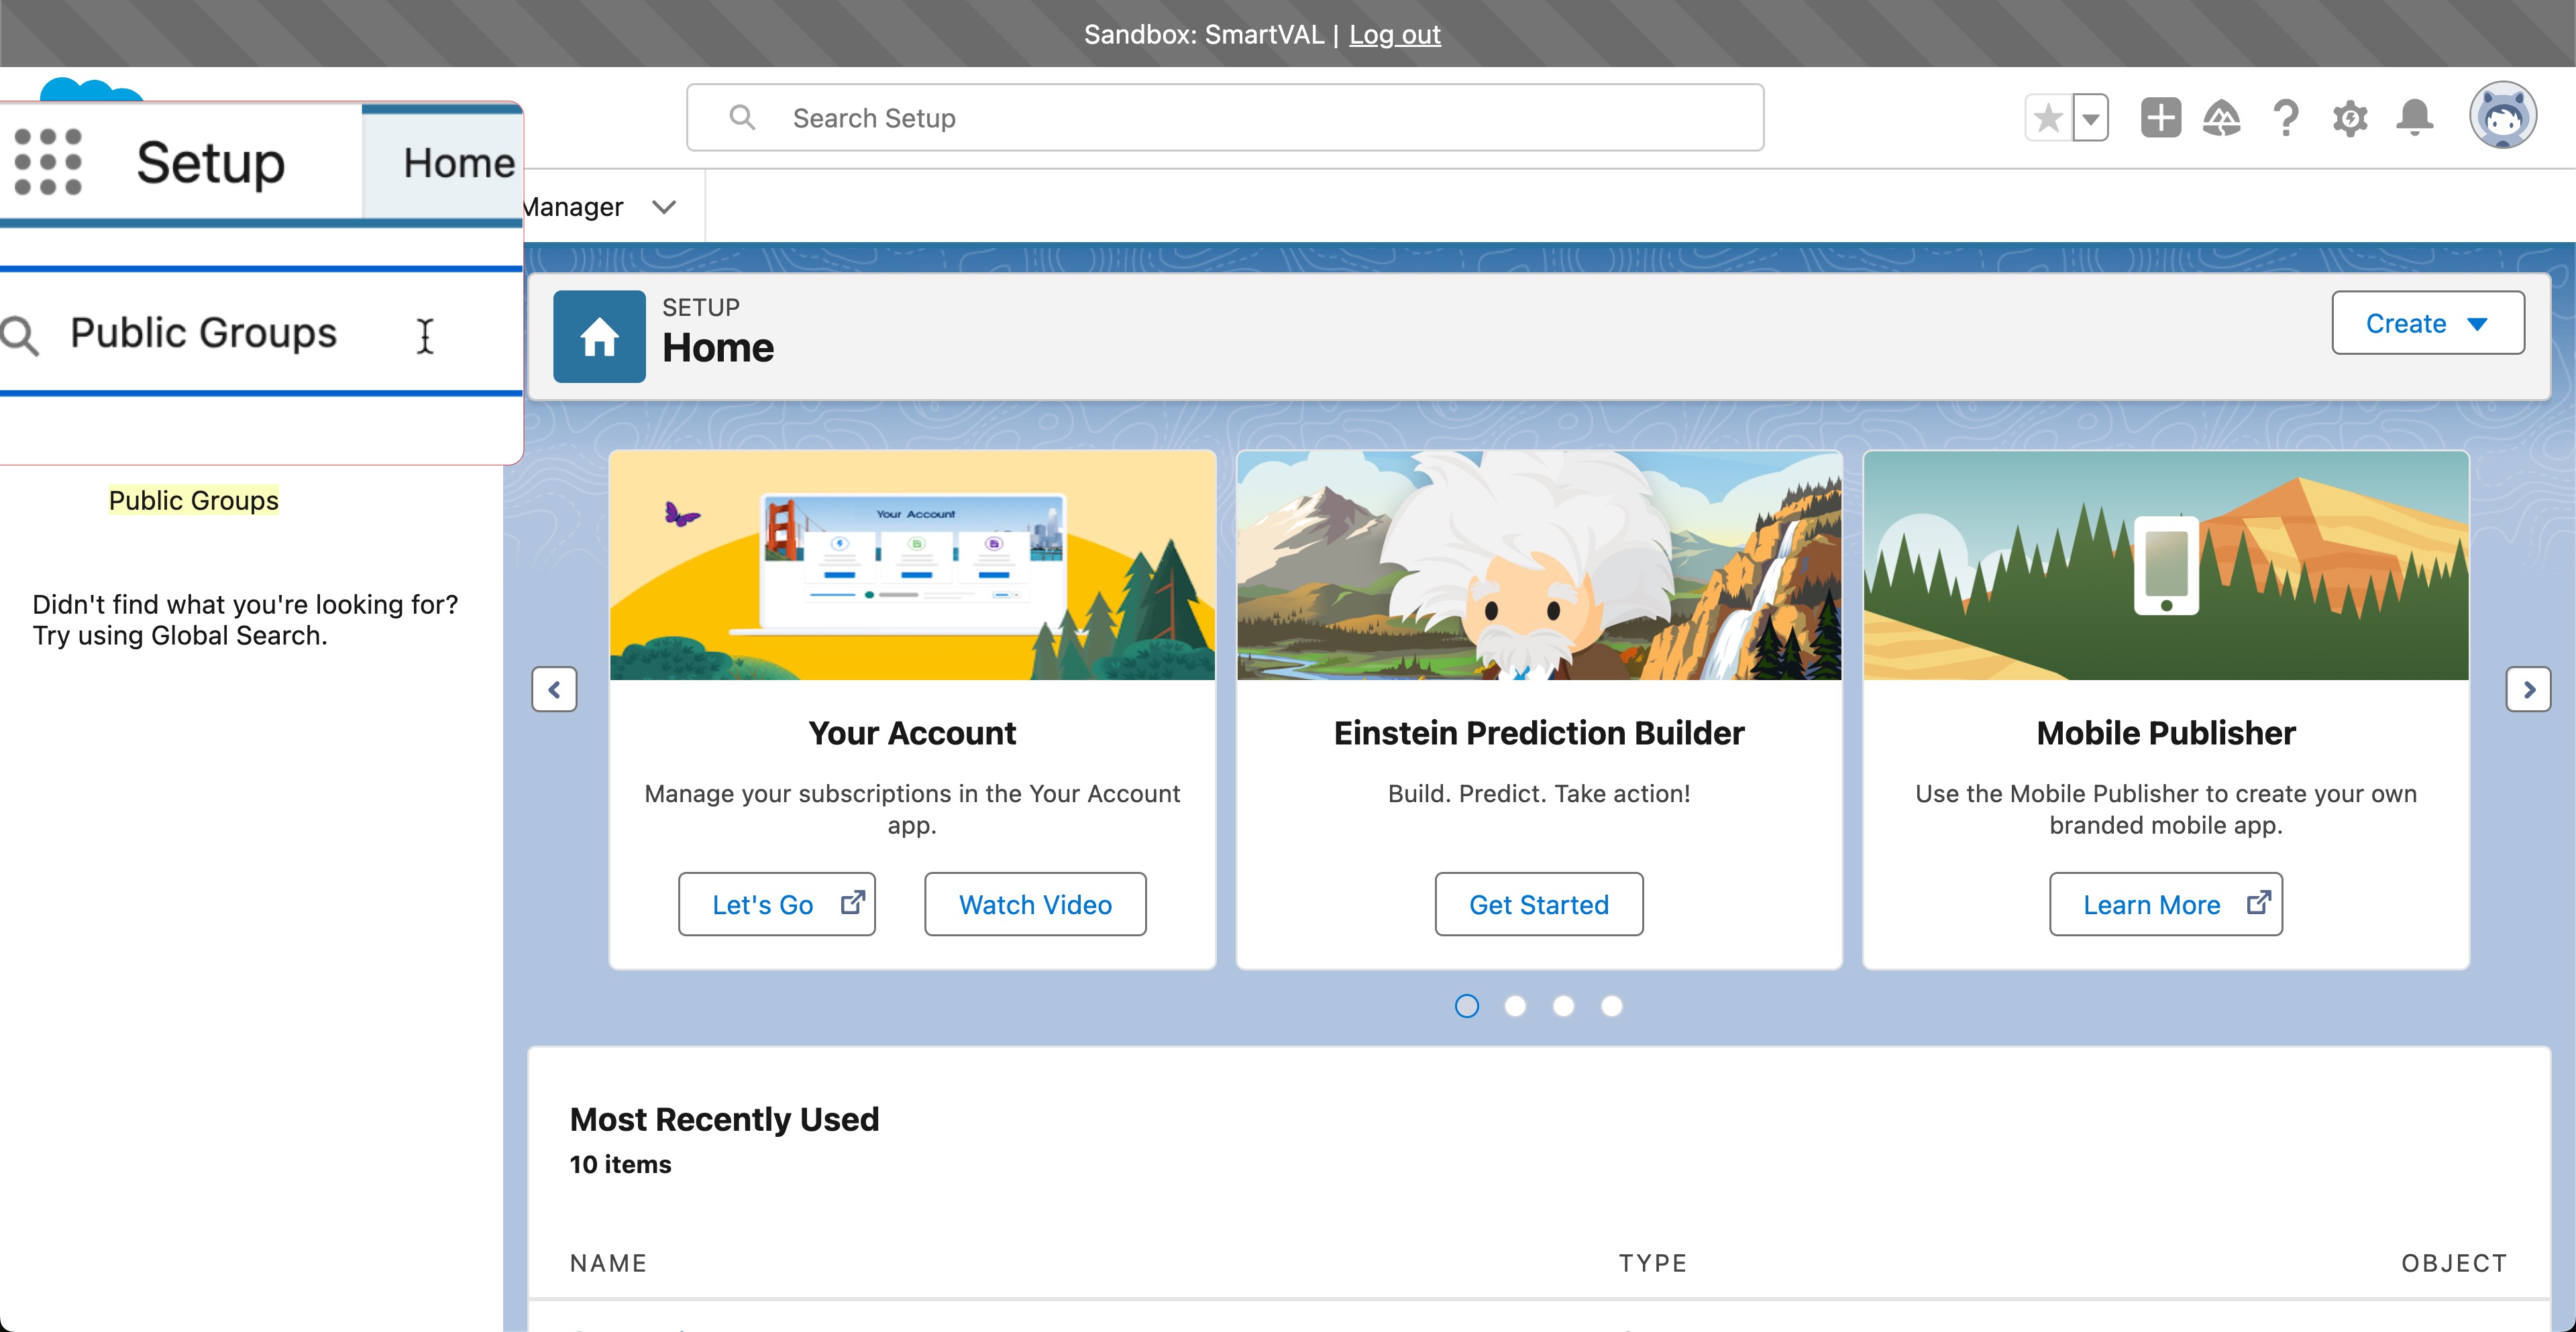 Sandbox: SmartVAL | Log out
Search Setup
Setup
Home
Manager
Public Groups
SETUP
Home
Create
Public Groups
Didn't find what you're looking for?
Try using Global Search.
Your Account
Your Account
Manage your subscriptions in the Your Account
app.
Let's Go
Watch Video
Einstein Prediction Builder
Build. Predict. Take action!
Get Started
Mobile Publisher
Use the Mobile Publisher to create your own
branded mobile app.
Learn More
Most Recently Used
10 items
NAME TYPE OBJECT